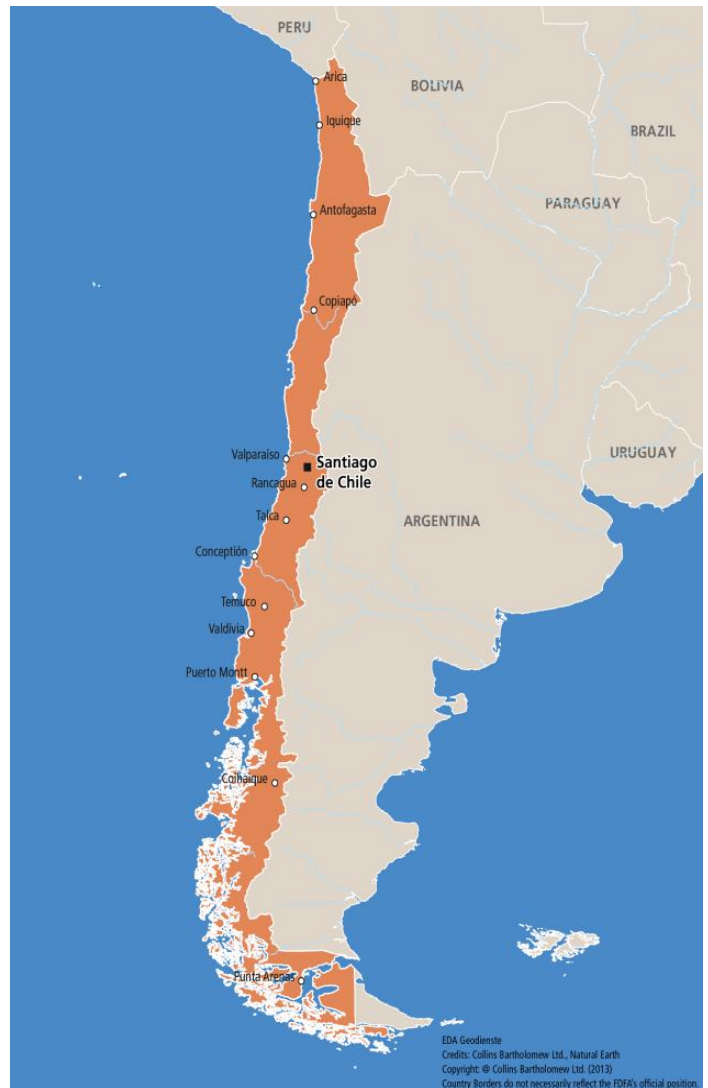 PERU
Arica
BOLIVIA
Iquique
BRAZIL
PARAGUAY
Antofagasta
Copiapó
Valparaiso
Santiago
de Chile
URUGUAY
Rancagua
Talca
ARGENTINA
Conceptión
Temuco
Valdivia
Puerto Montt
Coihaique
Punta Arenas
EDA Geodienste
Credits: Collins Bartholomew Ltd., Natural Earth
Copyright: @ Collins Bartholomew Ltd. (2013)
Country Borders do not necessarily reflect the FDFA's official position.